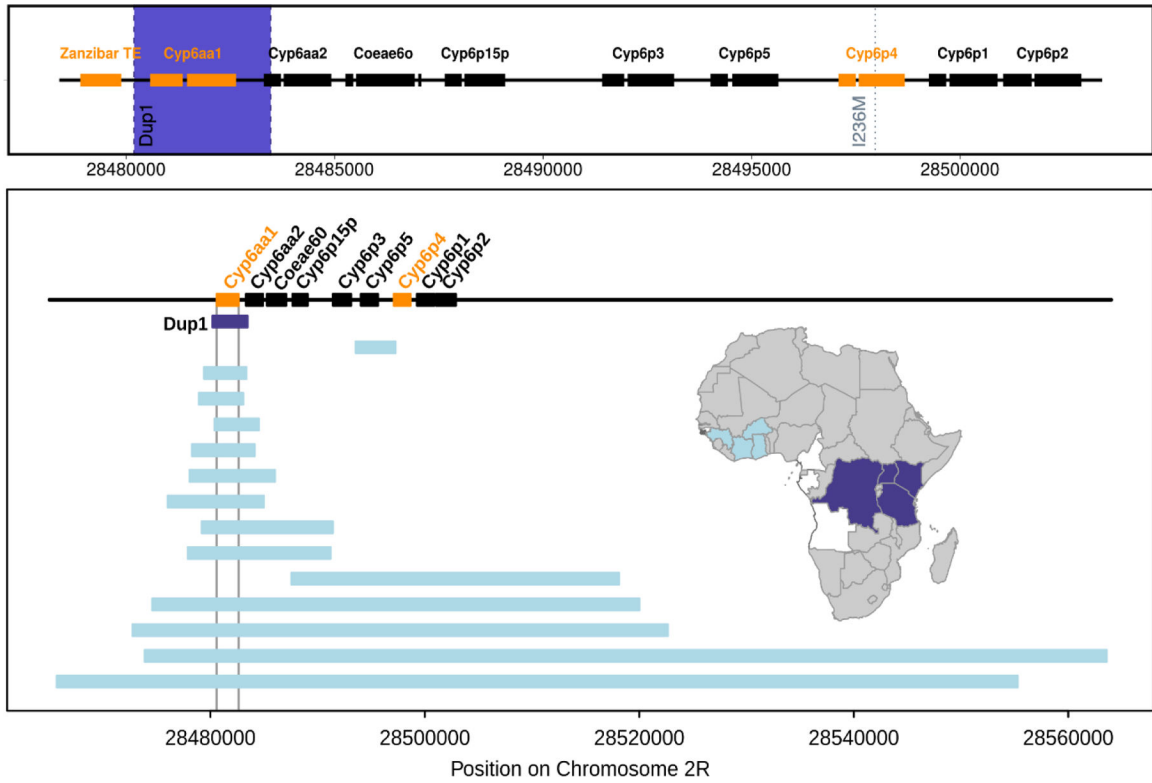 Zanzibar TE Cyp6aa1 Cyp6aa2 Coeae6o Cyp6p15p Cyp6p3 Cyp6p5 Cyp6p4 Cyp6p1 Cyp6p2
Dup1
I236M
28480000 28485000 28490000 28495000 28500000
Cyp6aa1 Cyp6aa2 Coeae60 Cyp6p15p Cyp6p3 Cyp6p5 Cyp6p4 Cyp6p1 Cyp6p2
Dup1
28480000 28500000 28520000 28540000 28560000
Position on Chromosome 2R